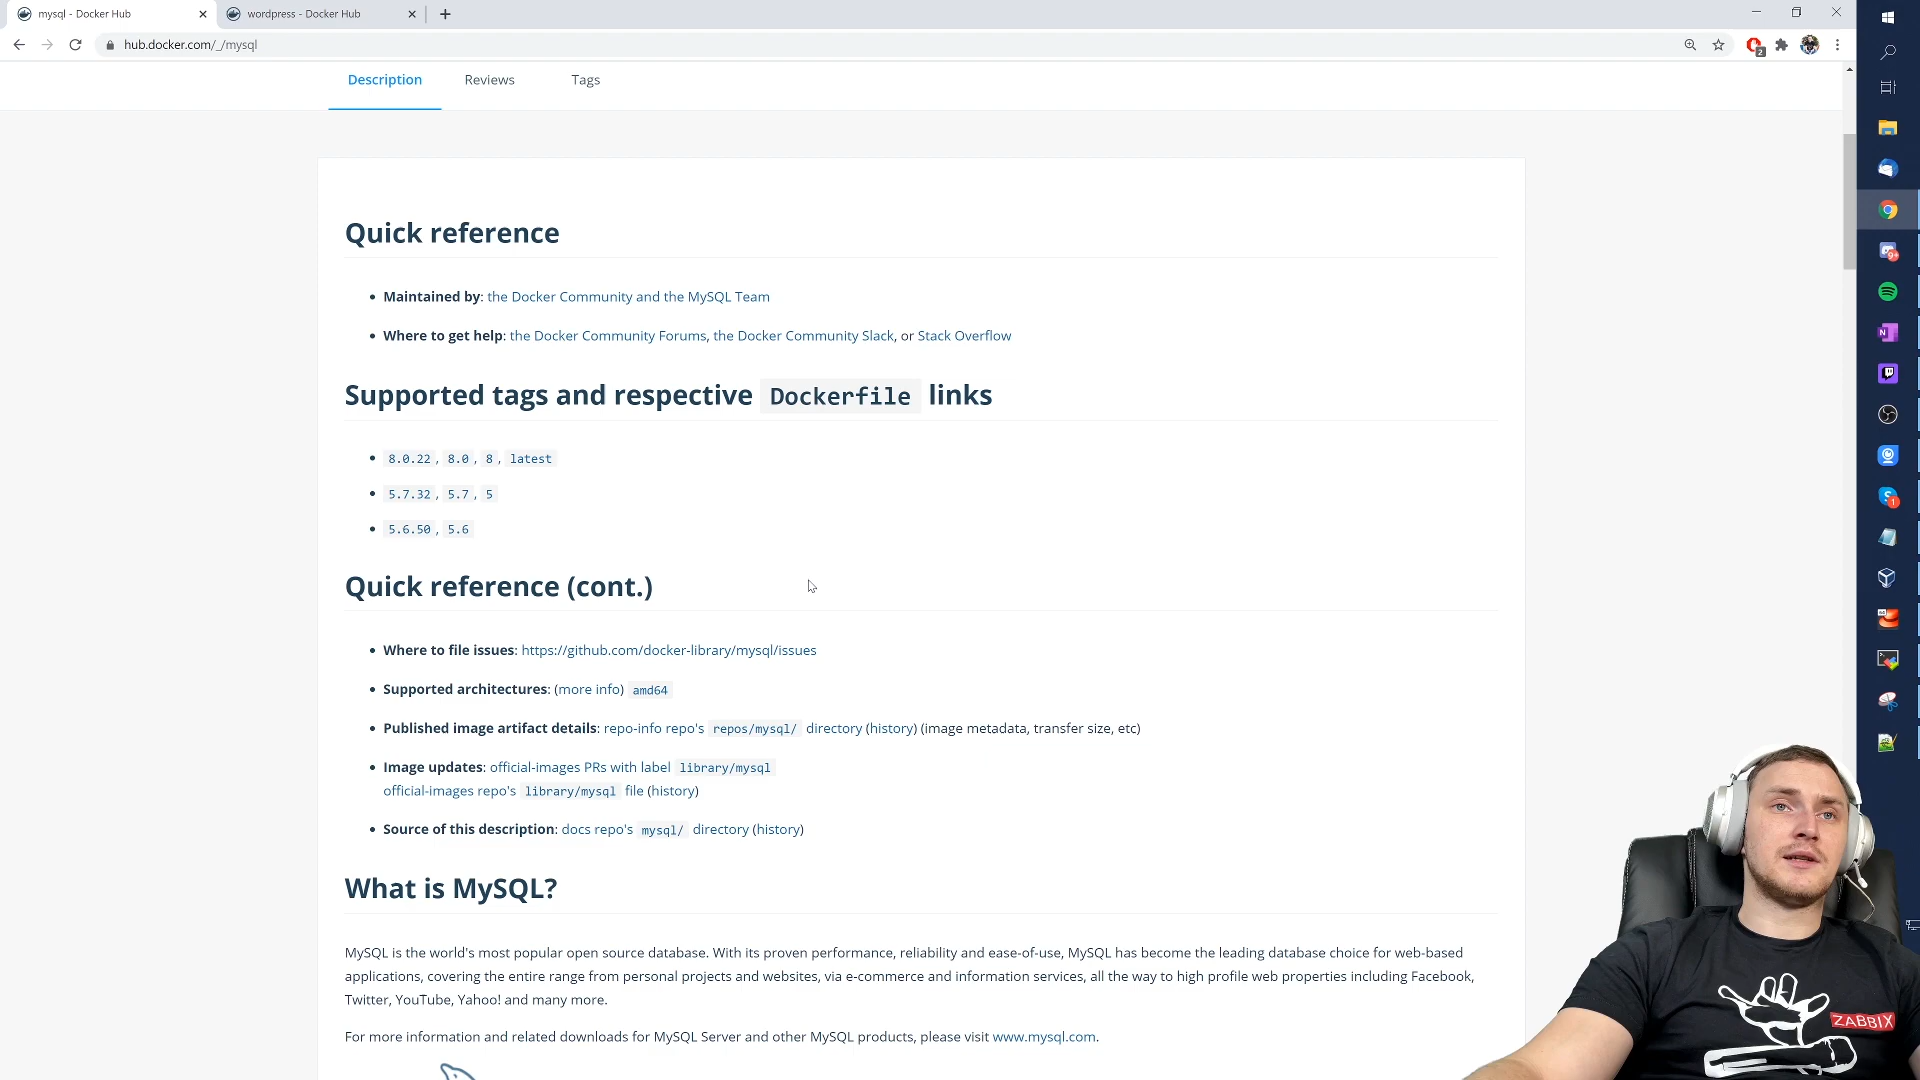 mysql - Docker Hub
wordpress - Docker Hub
hub.docker.com/_/mysql
2
Description
Reviews
Tags
Quick reference
Maintained by: the Docker Community and the MySQL Team
Where to get help: the Docker Community Forums, the Docker Community Slack, or Stack Overflow
Supported tags and respective Dockerfile links
8.0.22, 8.0, 8, latest
5.7.32, 5.7, 5
5.6.50, 5.6
Quick reference (cont.)
Where to file issues: https://github.com/docker-library/mysql/issues
Supported architectures: (more info) amd64
Published image artifact details: repo-info repo's repos/mysql/ directory (history) (image metadata, transfer size, etc)
Image updates: official-images PRs with label library/mysql
official-images repo's library/mysql file (history)
Source of this description: docs repo's mysql/ directory (history)
What is MySQL?
MySQL is the world's most popular open source database. With its proven performance, reliability and ease-of-use, MySQL has become the leading database choice for web-based
applications, covering the entire range from personal projects and websites, via e-commerce and information services, all the way to high profile web properties including Facebook,
Twitter, YouTube, Yahoo! and many more.
For more information and related downloads for MySQL Server and other MySQL products, please visit www.mysql.com.
9+
N
S
1
ZABBIX